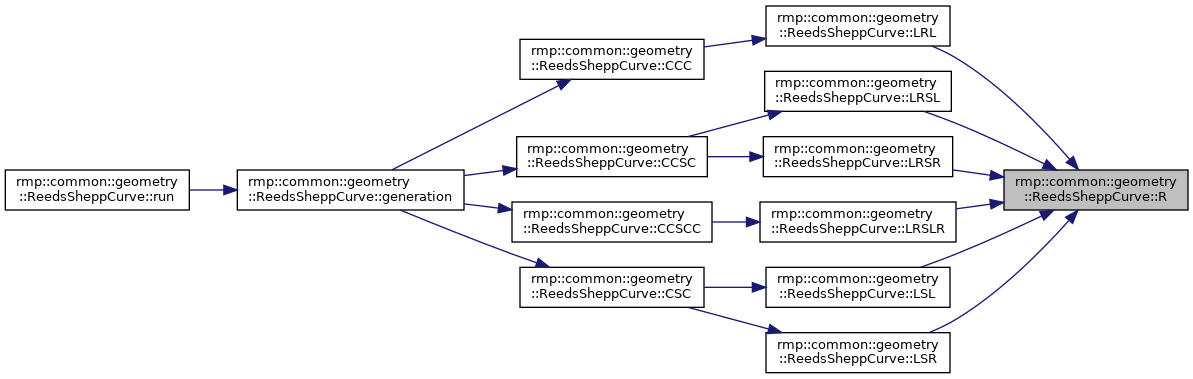 rmp::common::geometry
::ReedsSheppCurve::LRL
rmp::common::geometry
::ReedsSheppCurve::CCC
rmp::common::geometry
::ReedsSheppCurve::LRSL
rmp::common::geometry
::ReedsSheppCurve::CCSC
rmp::common::geometry
::ReedsSheppCurve::LRSR
rmp::common::geometry
::ReedsSheppCurve::run
rmp::common::geometry
::ReedsSheppCurve::generation
rmp::common::geometry
::ReedsSheppCurve::R
rmp::common::geometry
::ReedsSheppCurve::CCSCC
rmp::common::geometry
::ReedsSheppCurve::LRSLR
rmp::common::geometry
::ReedsSheppCurve::CSC
rmp::common::geometry
::ReedsSheppCurve::LSL
rmp::common::geometry
::ReedsSheppCurve::LSR